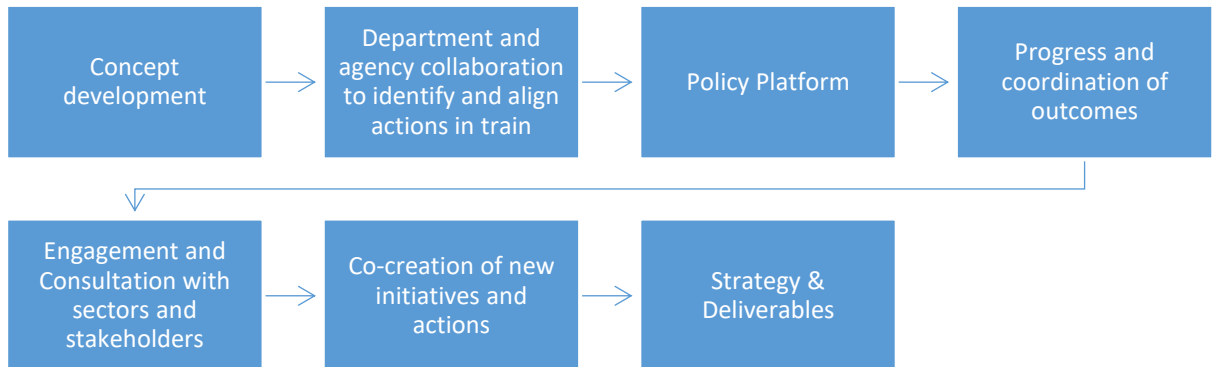 Concept
development
Department and
agency collaboration
to identify and align
actions in train
Policy Platform
Progress and
coordination of
outcomes
Engagement and
Consultation with
sectors and
stakeholders
Co-creation of new
initiatives and
actions
Strategy &
Deliverables